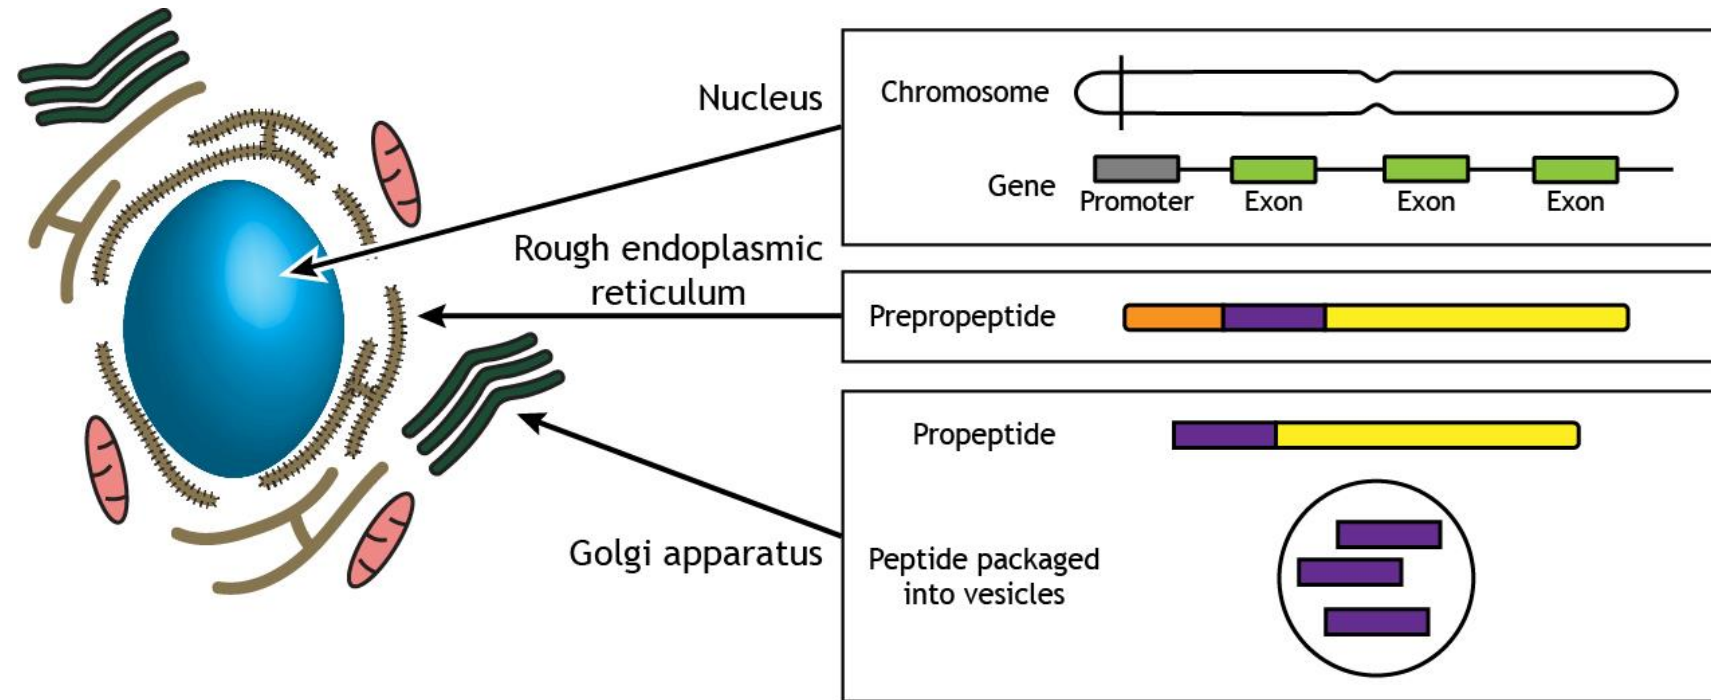 Nucleus
Chromosome
Gene
Promoter
Exon
Exon
Exon
Rough endoplasmic
reticulum
Prepropeptide
Propeptide
Golgi apparatus
Peptide packaged
into vesicles